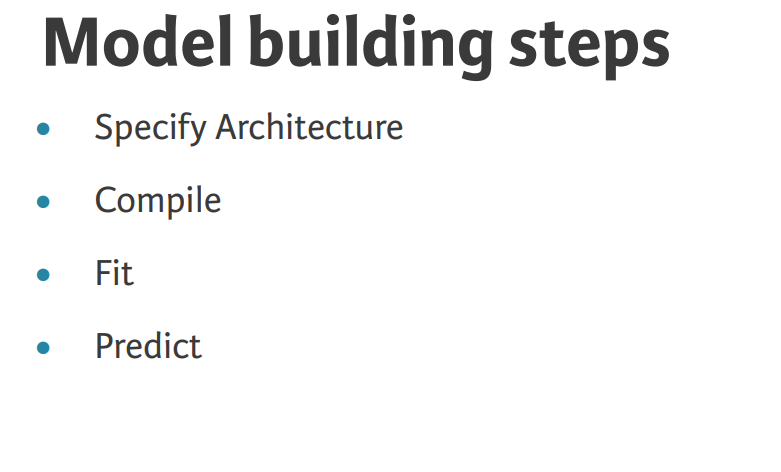 Model building steps
• Specify Architecture
• Compile
• Fit
• Predict